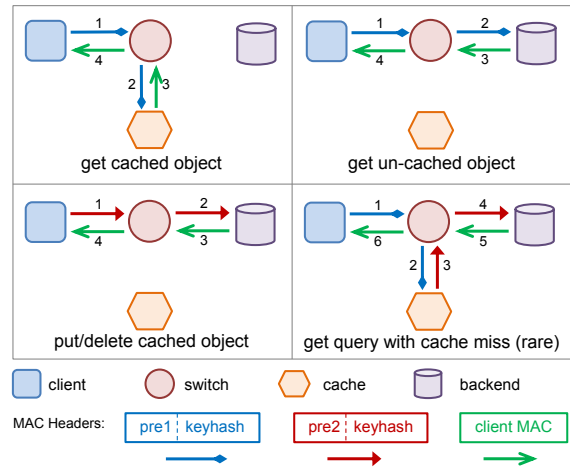 1
2
4
3
get cached object
1
2
4
3
get un-cached object
1
2
4
3
put/delete cached object
1
4
6
5
2
3
get query with cache miss (rare)
client
switch
cache
backend
MAC Headers:
pre1 keyhash
pre2 keyhash
client MAC